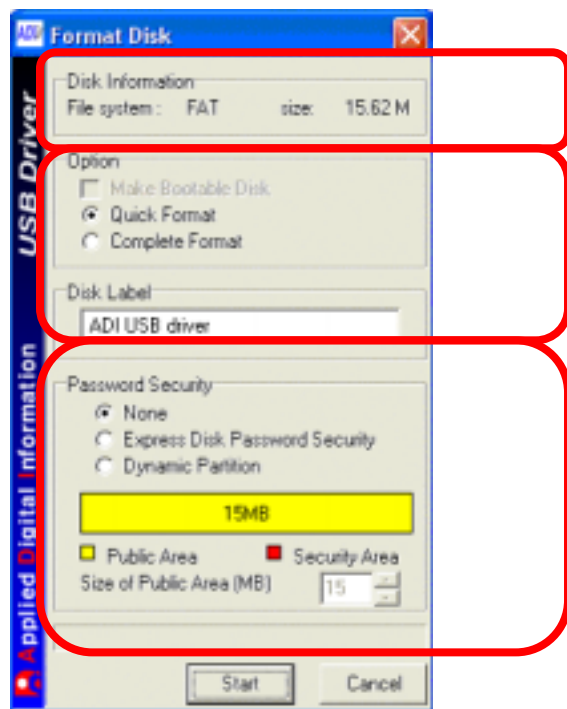 ADI Format Disk
Disk Information
File system : FAT size: 15.62 M
Option
Make Bootable Disk
Quick Format
Complete Format
Disk Label
ADI USB driver
Password Security
None
Express Disk Password Security
Dynamic Partition
15MB
Public Area Security Area
Size of Public Area (MB) 15
Start Cancel
Applied Digital Information USB Driver